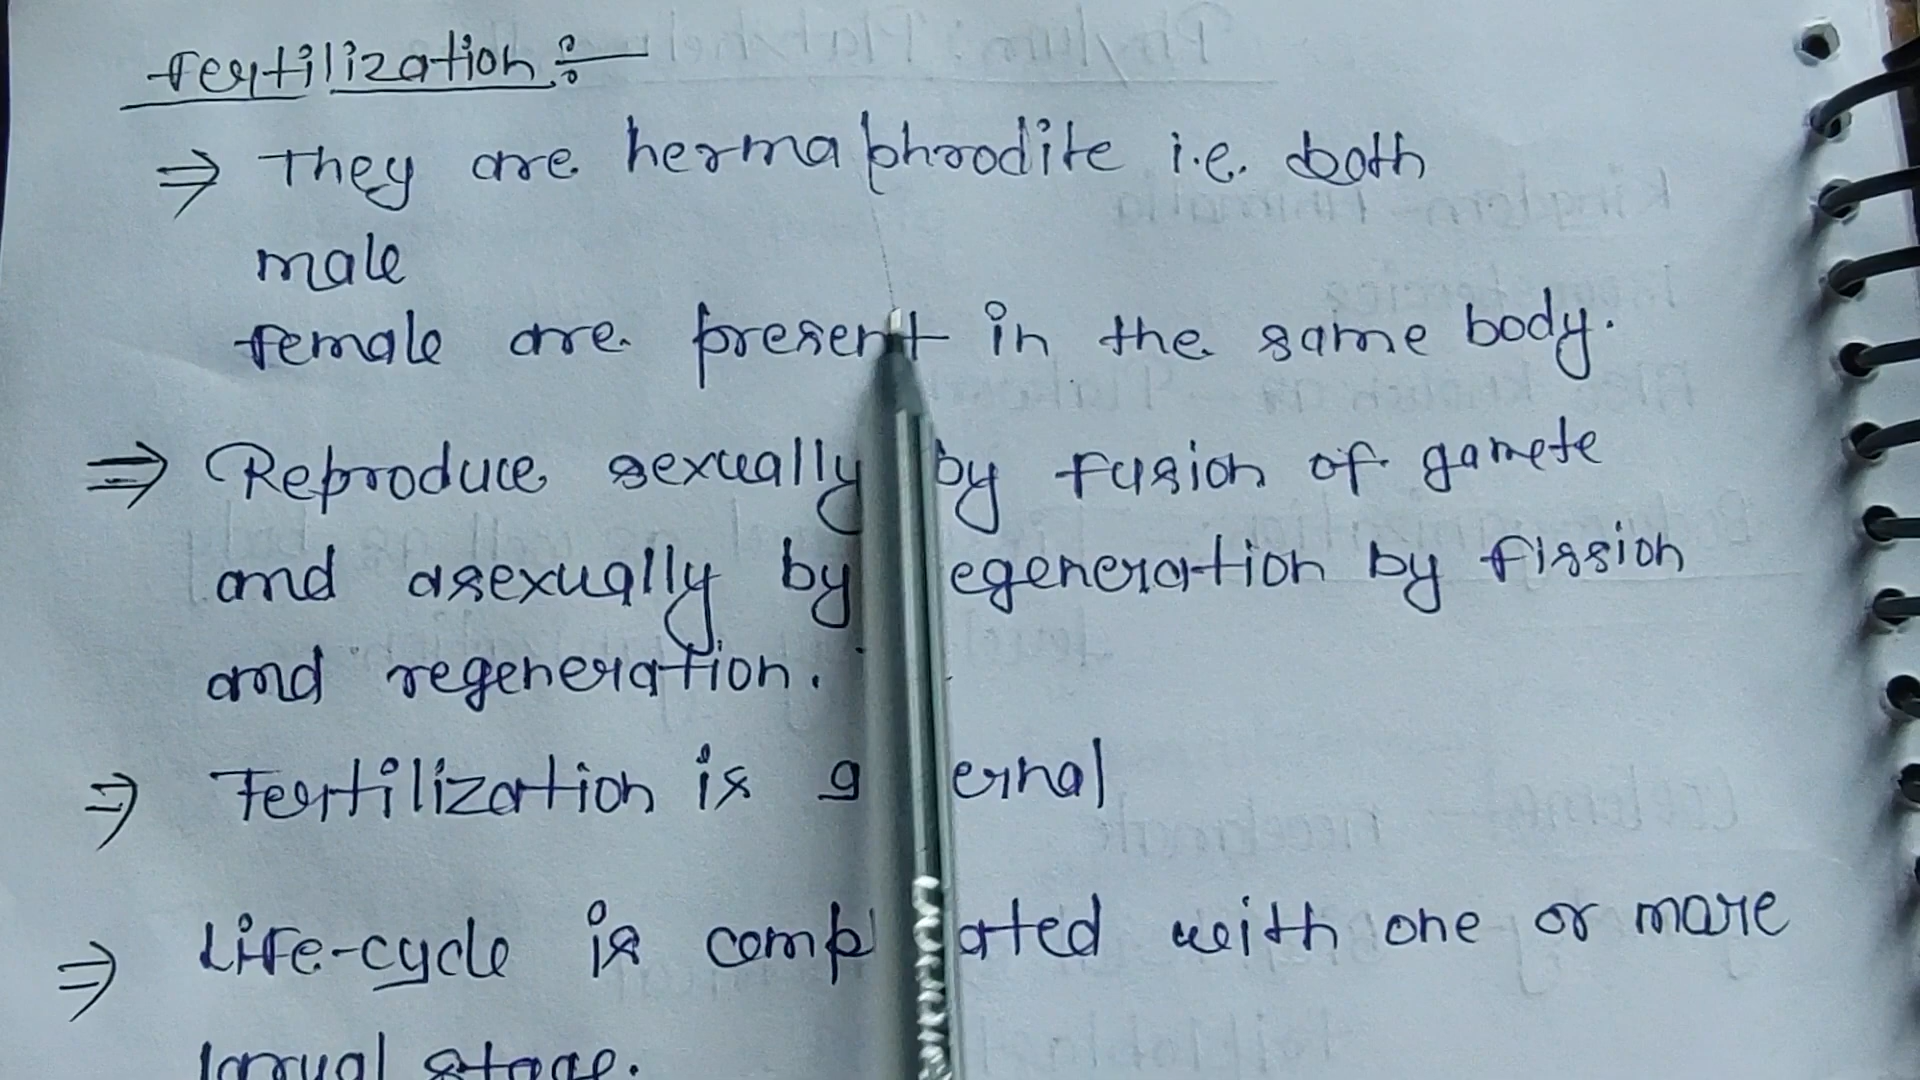 Fertilization :-
⇒ They are hermaphrodite i.e. both
male
female are present in the same body.
⇒ Reproduce sexually by fusion of gamete
and asexually by egeneration by fission
and regeneration.
⇒ Fertilization is ernal
⇒ Life-cycle is comp ated with one or more
larval stage.